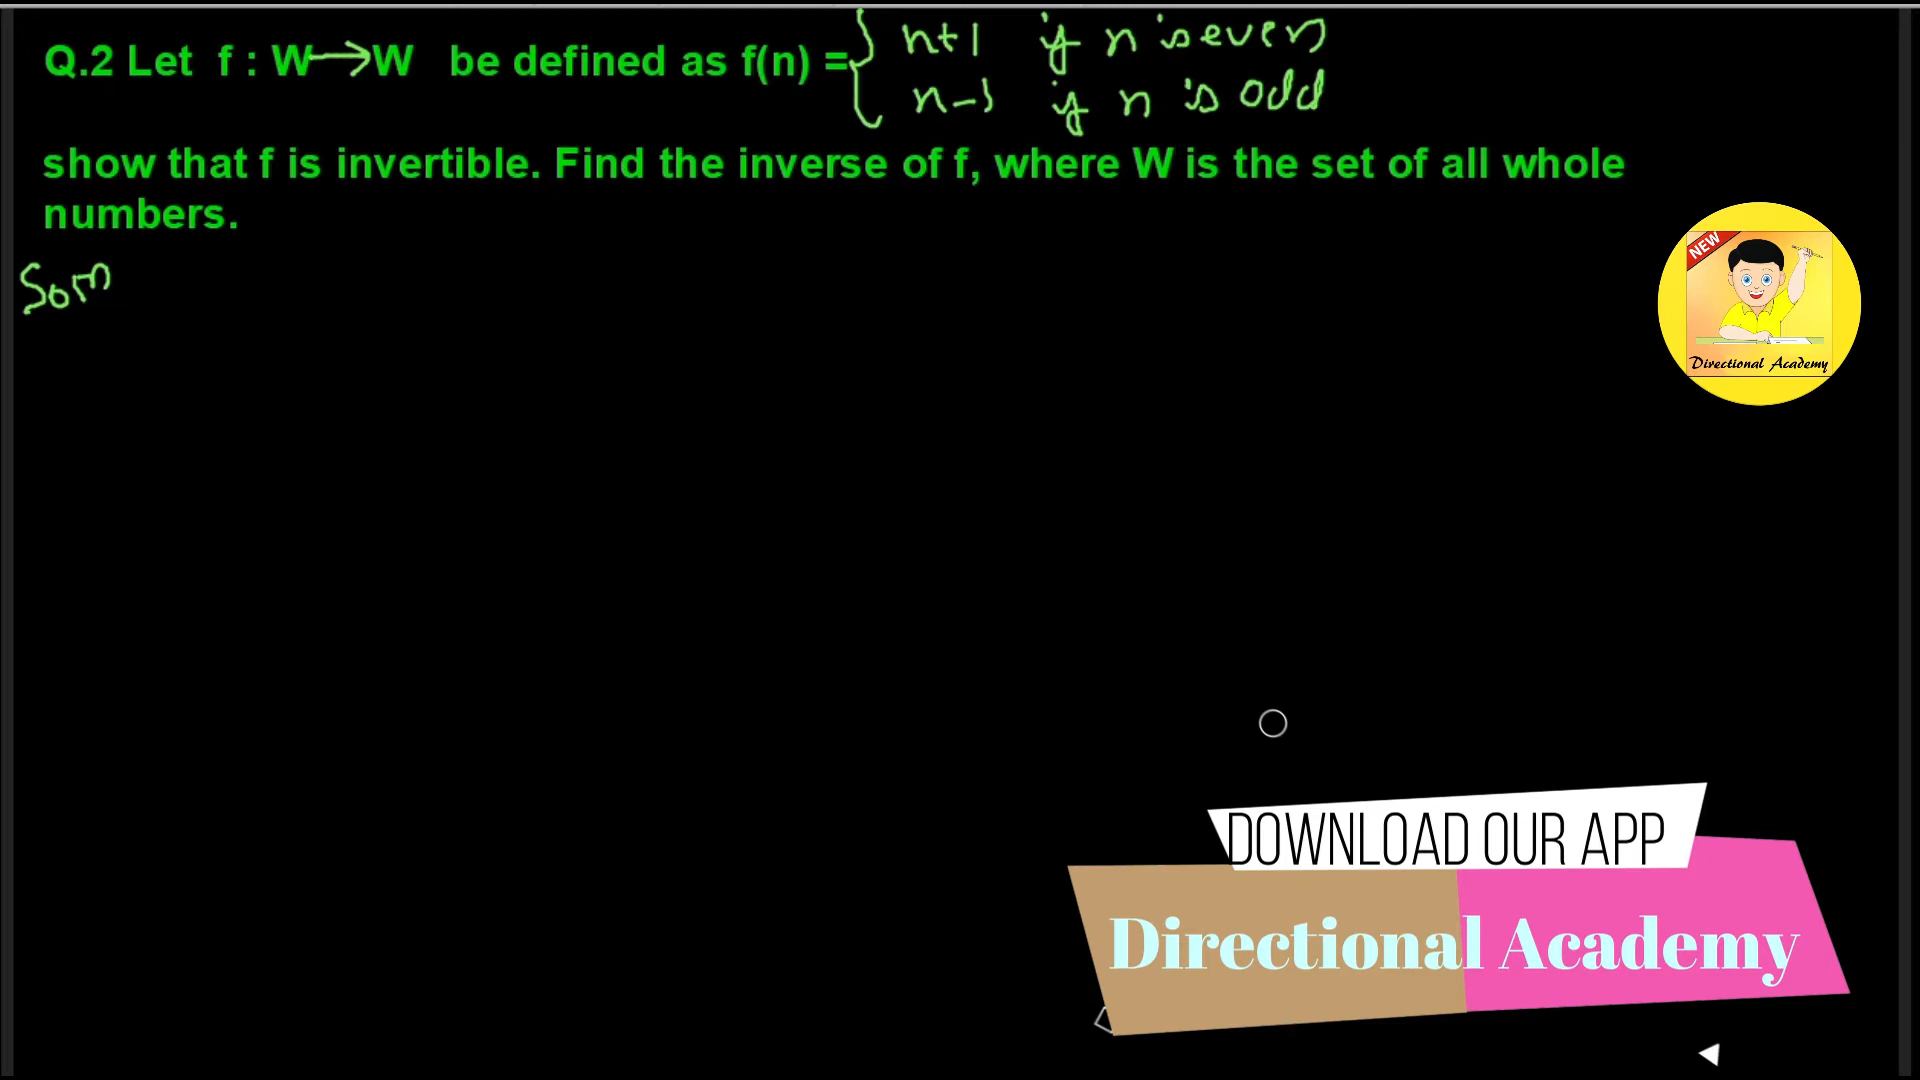 Q.2 Let f : W→W be defined as f(n) = { n+1 if n is even
n-1 if n is odd
show that f is invertible. Find the inverse of f, where W is the set of all whole
numbers.
Soln
NEW
Directional Academy
DOWNLOAD OUR APP
Directional Academy